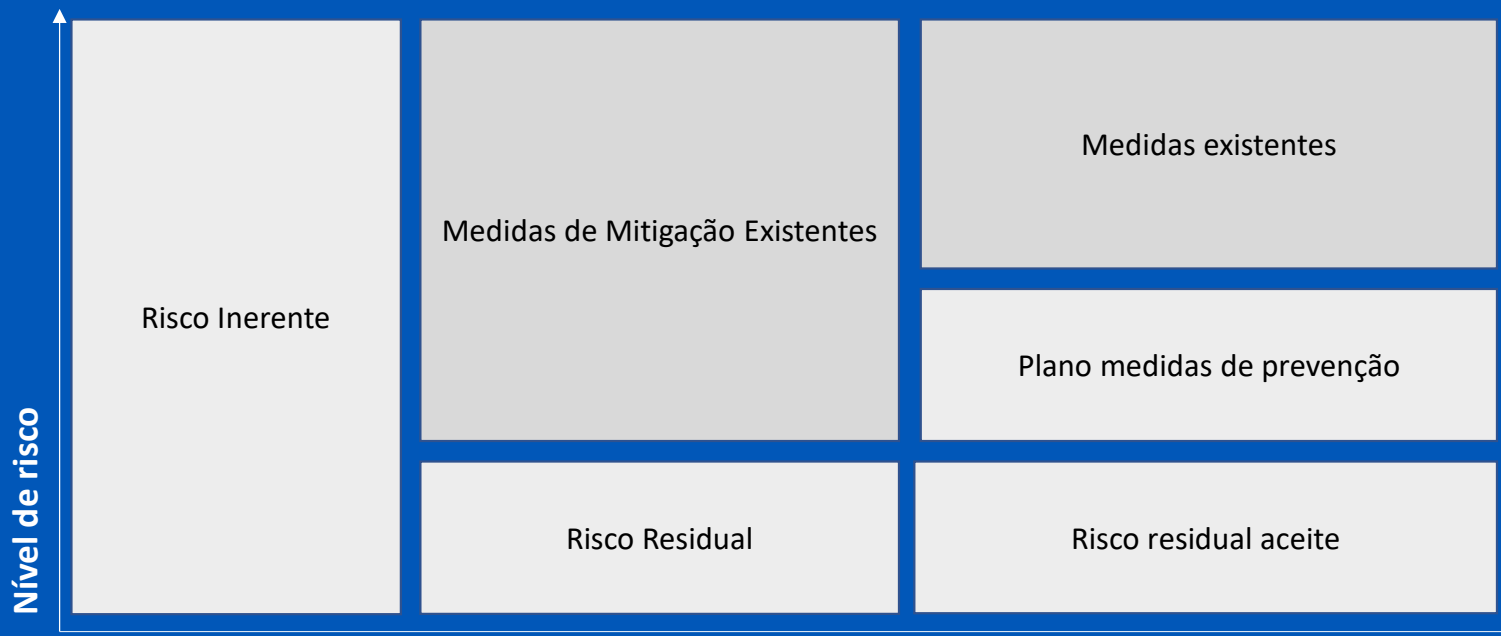 Nível de risco
Risco Inerente
Medidas de Mitigação Existentes
Risco Residual
Medidas existentes
Plano medidas de prevenção
Risco residual aceite